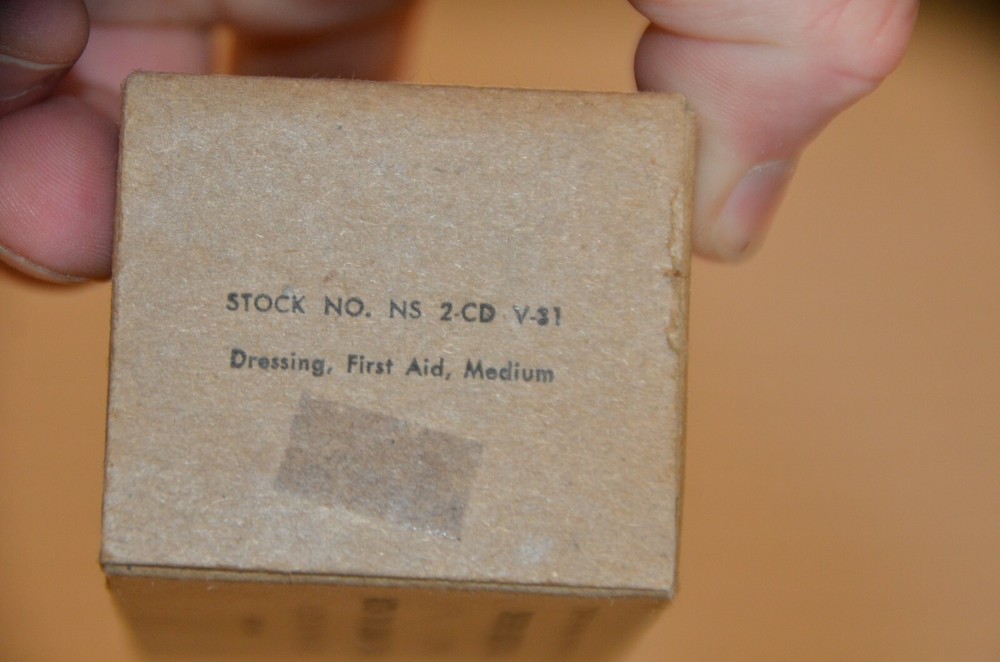 STOCK NO. NS 2-CD V-31
Dressing, First Aid, Medium